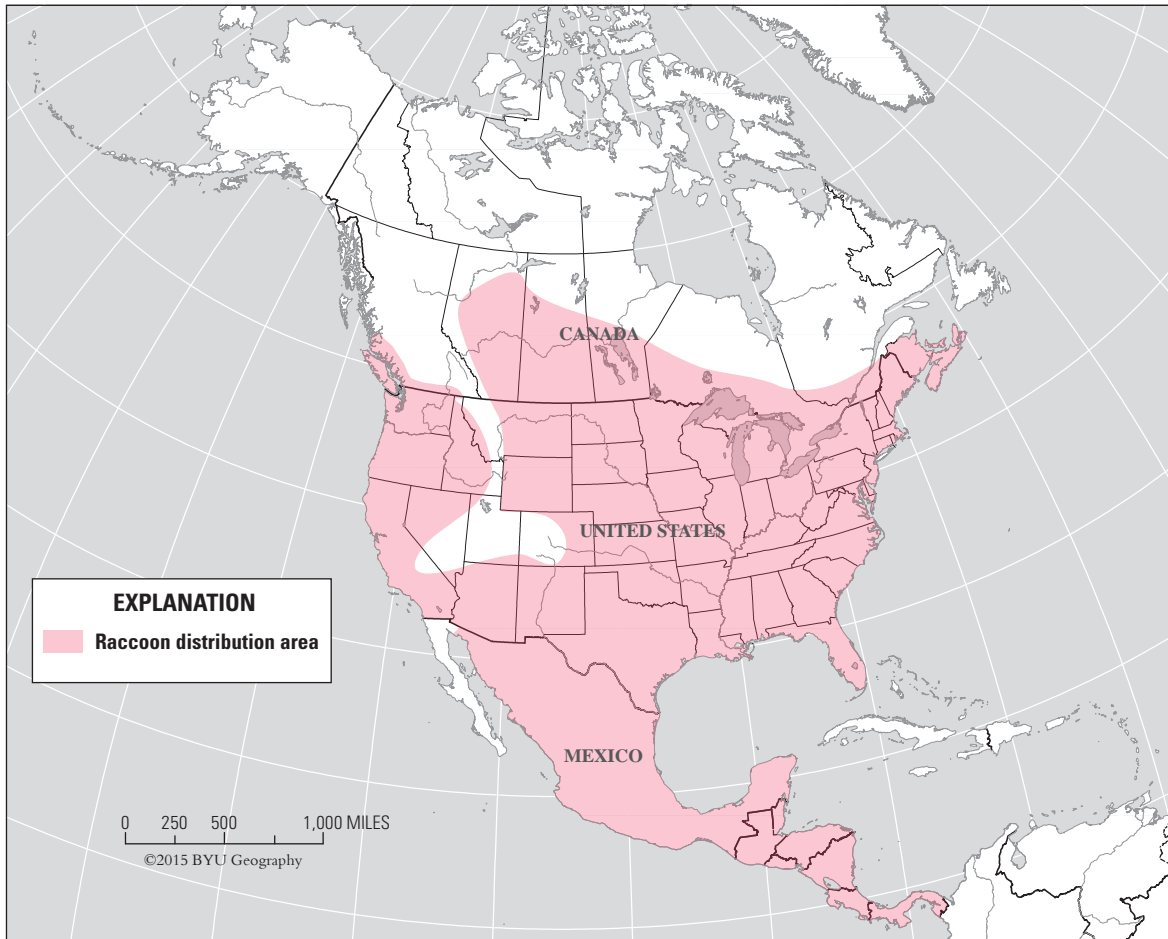 CANADA
UNITED STATES
EXPLANATION
Raccoon distribution area
MEXICO
0 250 500 1,000 MILES
©2015 BYU Geography